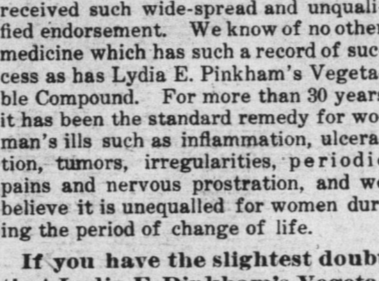 received such wide-spread and unquali
fied endorsement. We know of no othe
medicine which has such a record of suc
cess as has Lydia E. Pinkham's Vegeta
ble Compound. For more than 30 year
it has been the standard remedy for wo
man's ills such as inflammation, ulcera
tion, tumors, irregularities, periodi
pains and nervous prostration, and w
believe it is unequalled for women dur
ing the period of change of life.
If you have the slightest doub